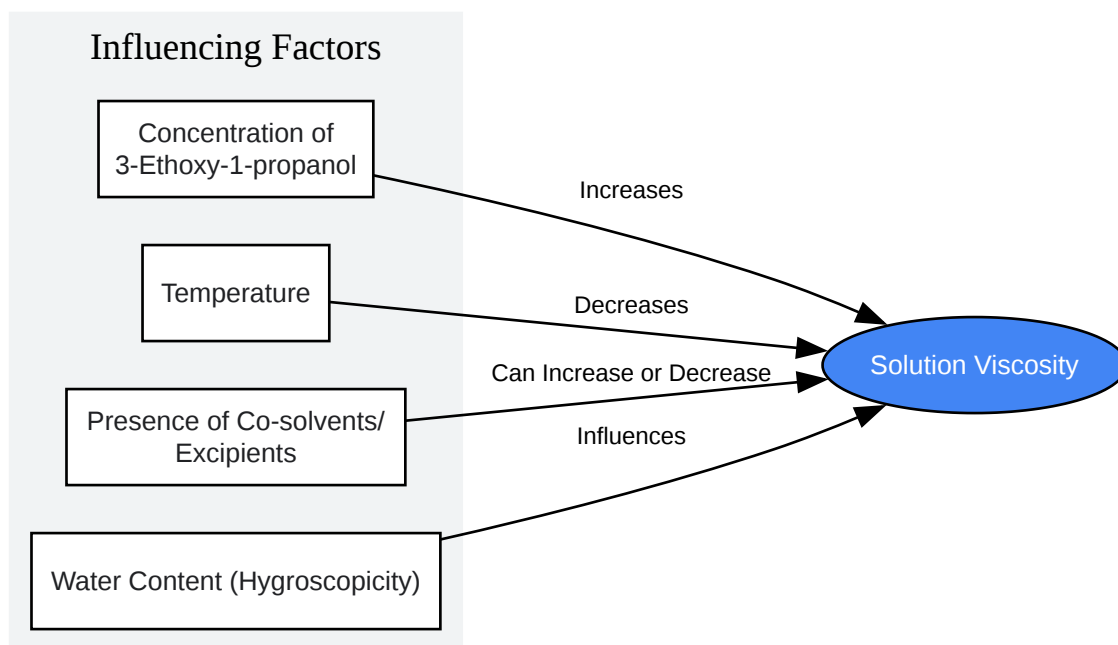 Influencing Factors
Concentration of
3-Ethoxy-1-propanol
Increases
Temperature
Decreases
Solution Viscosity
Can Increase or Decrease
Presence of Co-solvents/
Excipients
Influences
Water Content (Hygroscopicity)